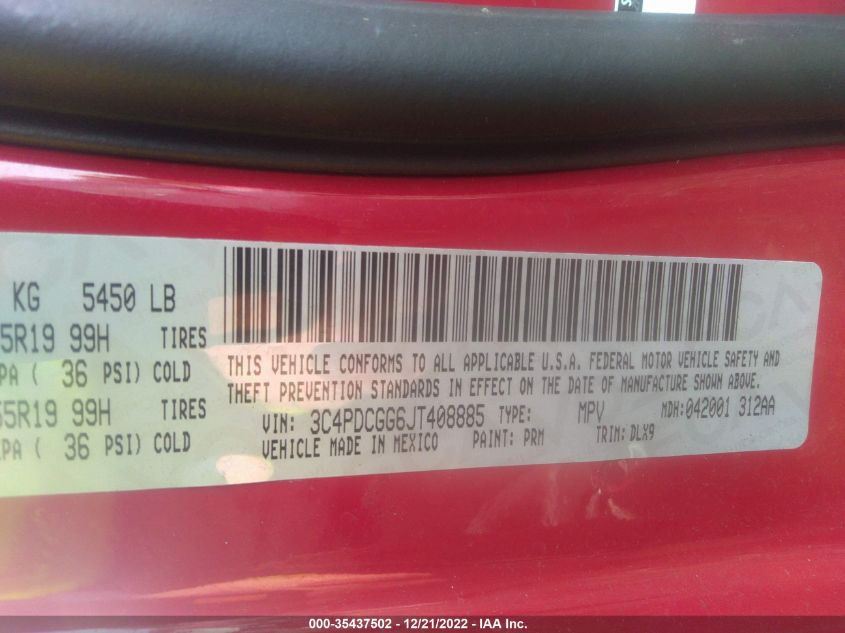 KG 5450 LB
5R19 99H TIRES
PA ( 36 PSI) COLD
55R19 99H TIRES
PA ( 36 PSI) COLD
THIS VEHICLE CONFORMS TO ALL APPLICABLE U.S.A. FEDERAL MOTOR VEHICLE SAFETY AND
THEFT PREVENTION STANDARDS IN EFFECT ON THE DATE OF MANUFACTURE SHOWN ABOVE.
VIN: 3C4PDCGG6JT408885 TYPE: MPV MDH:042001 312AA
VEHICLE MADE IN MEXICO PAINT: PRM TRIM: DLX9
000-35437502 - 12/21/2022 - IAA Inc.